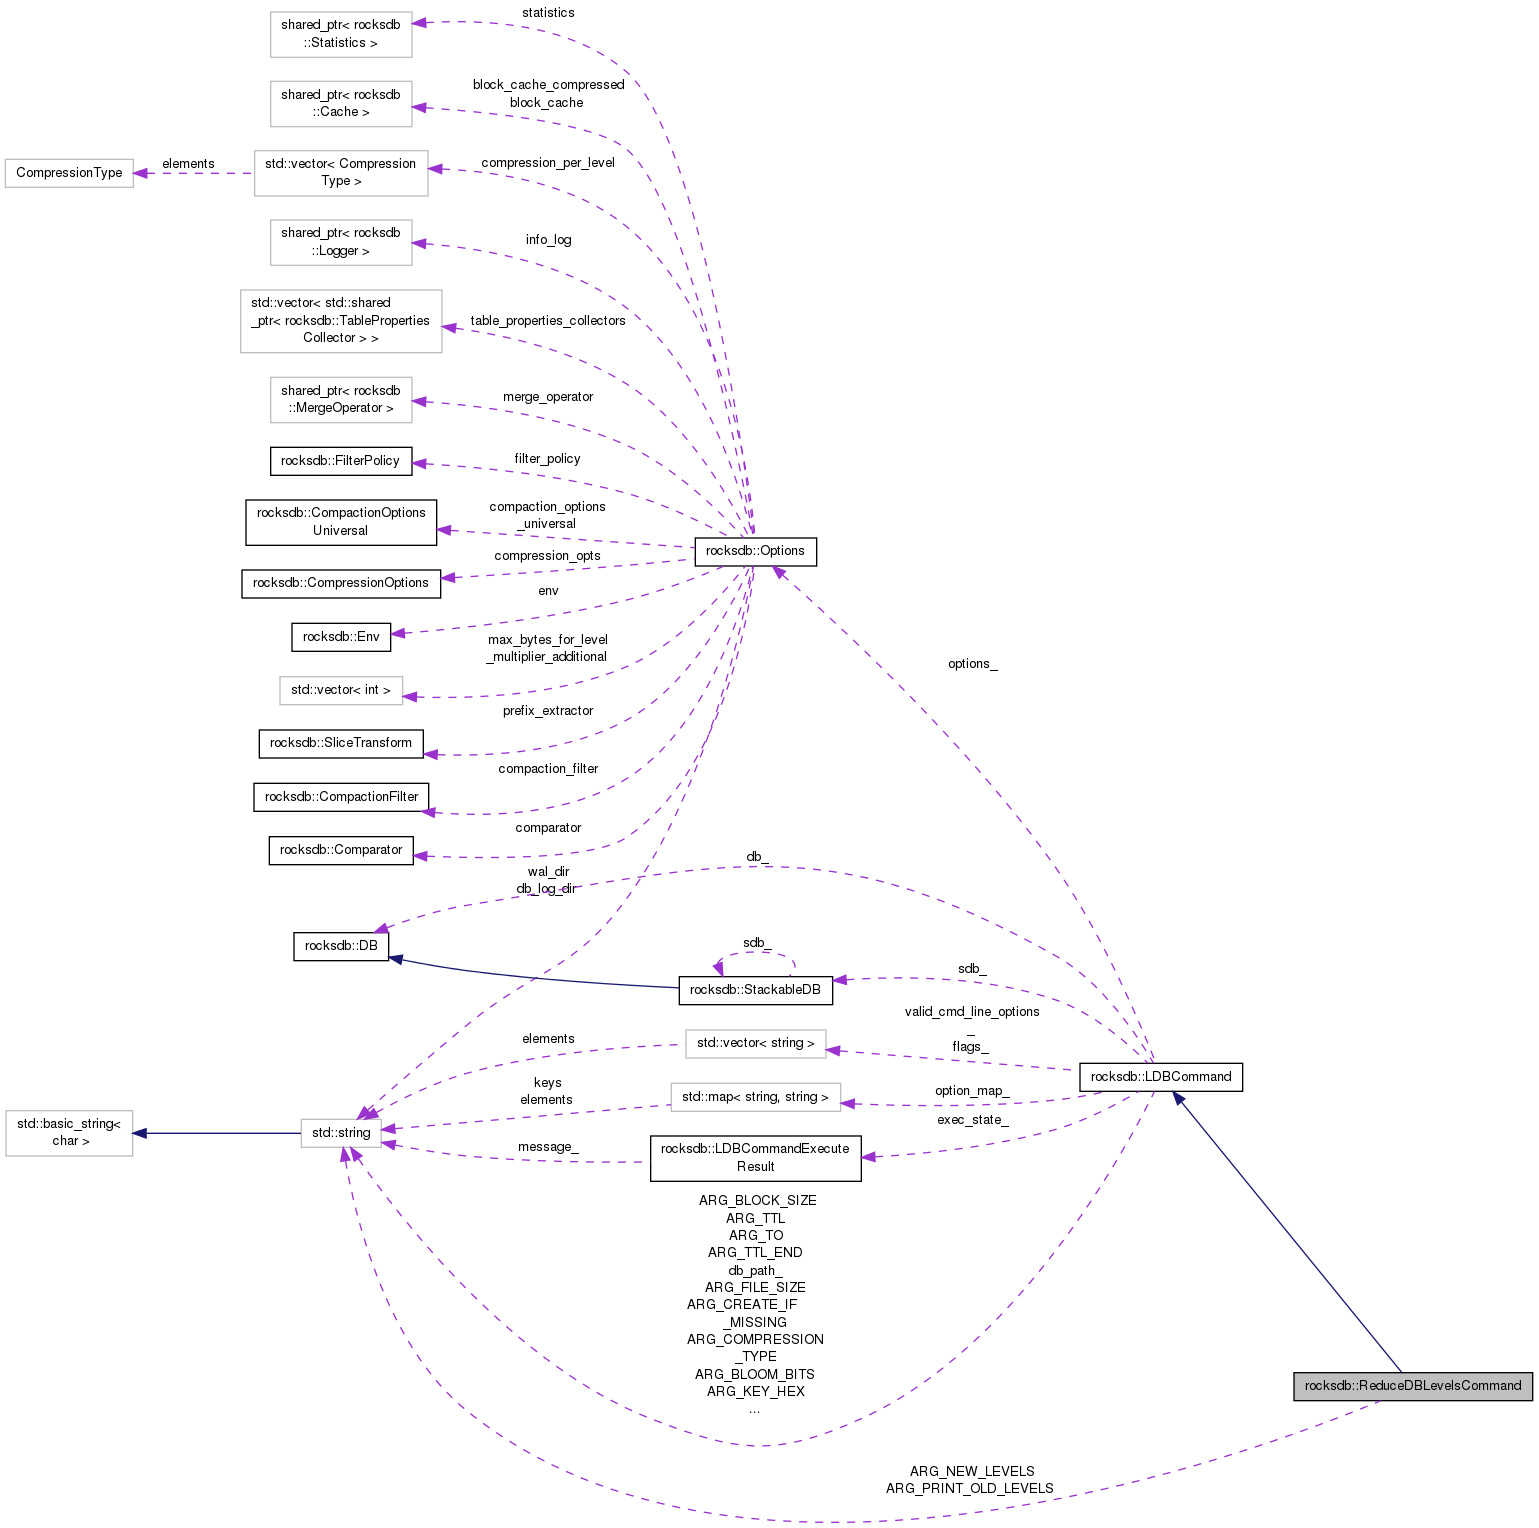 statistics
shared_ptr< rocksdb
::Statistics >
block_cache_compressed
block_cache
shared_ptr< rocksdb
::Cache >
CompressionType
elements
std::vector< Compression
Type >
compression_per_level
shared_ptr< rocksdb
::Logger >
info_log
std::vector< std::shared
_ptr< rocksdb::TableProperties
Collector > >
table_properties_collectors
shared_ptr< rocksdb
::MergeOperator >
merge_operator
rocksdb::FilterPolicy
filter_policy
rocksdb::CompactionOptions
Universal
compaction_options
_universal
rocksdb::Options
rocksdb::CompressionOptions
compression_opts
rocksdb::Env
env
std::vector< int >
max_bytes_for_level
_multiplier_additional
options_
rocksdb::SliceTransform
prefix_extractor
rocksdb::CompactionFilter
compaction_filter
rocksdb::Comparator
comparator
wal_dir
db_log_dir
db_
rocksdb::DB
sdb_
rocksdb::StackableDB
sdb_
valid_cmd_line_options
_
flags_
std::vector< string >
elements
rocksdb::LDBCommand
std::map< string, string >
option_map_
keys
elements
exec_state_
std::basic_string<
char >
std::string
message_
rocksdb::LDBCommandExecute
Result
ARG_BLOCK_SIZE
ARG_TTL
ARG_TO
ARG_TTL_END
db_path_
ARG_FILE_SIZE
ARG_CREATE_IF
_MISSING
ARG_COMPRESSION
_TYPE
ARG_BLOOM_BITS
ARG_KEY_HEX
...
rocksdb::ReduceDBLevelsCommand
ARG_NEW_LEVELS
ARG_PRINT_OLD_LEVELS